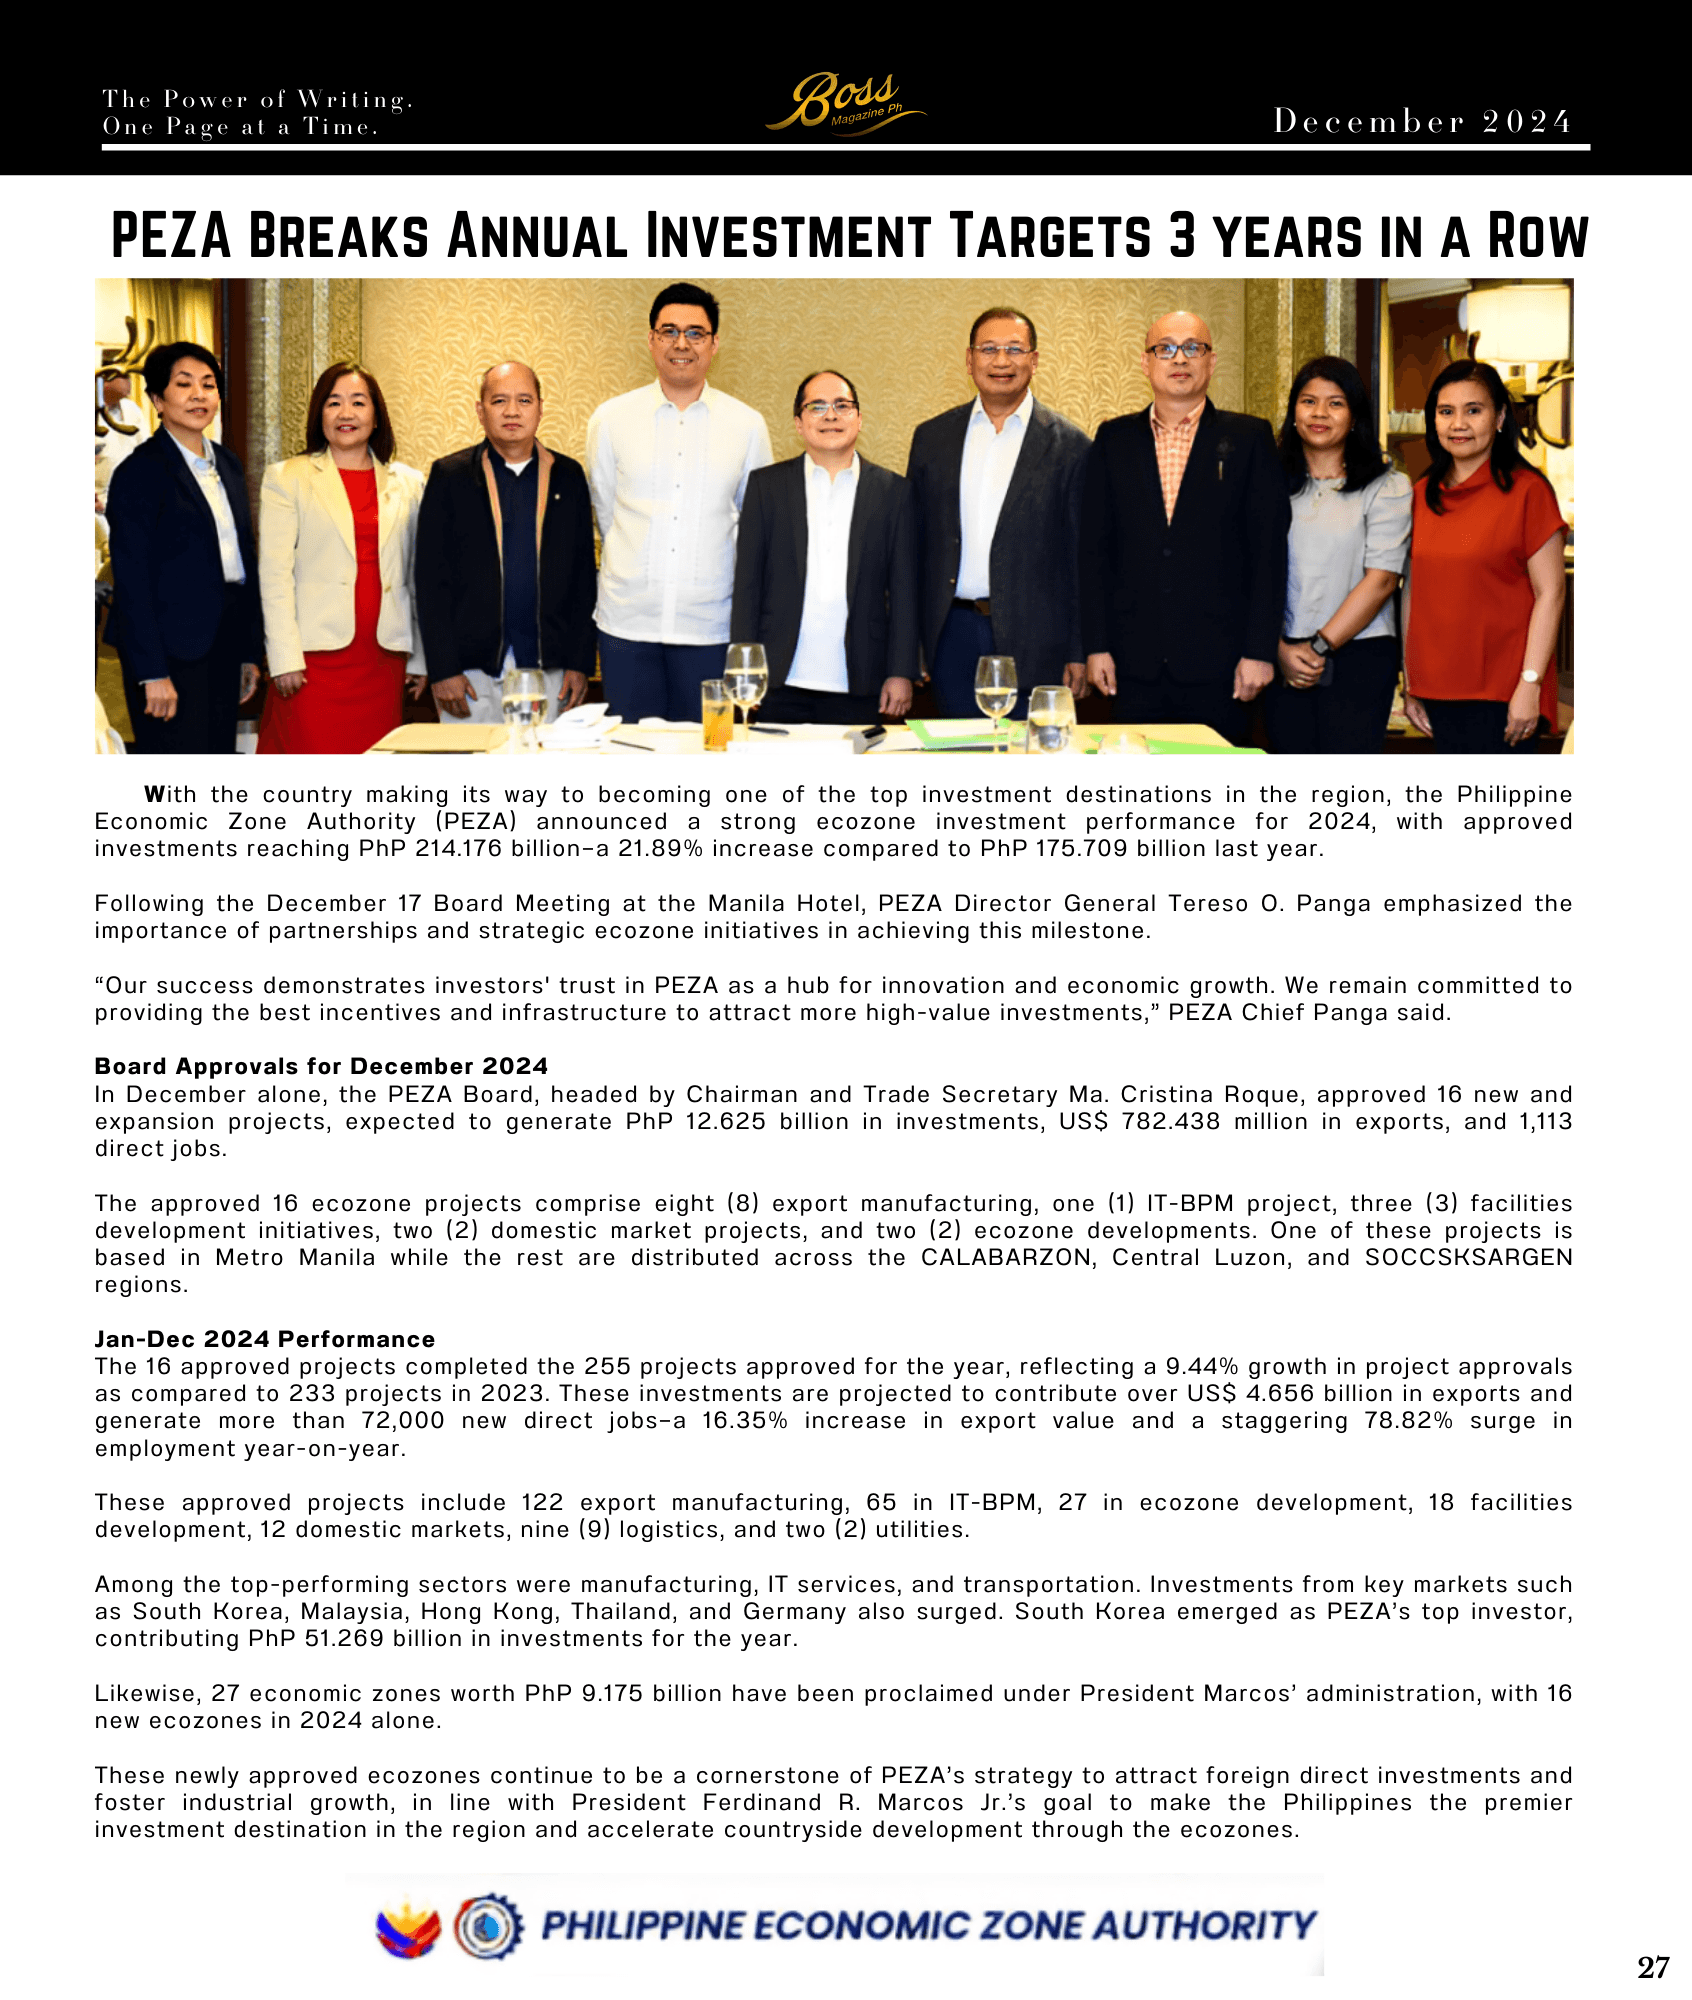 The Power of Writing.
One Page at a Time.
Boss
Magazine Ph
December 2024
PEZA Breaks Annual Investment Targets 3 years in a Row
With the country making its way to becoming one of the top investment destinations in the region, the Philippine
Economic Zone Authority (PEZA) announced a strong ecozone investment performance for 2024, with approved
investments reaching PhP 214.176 billion–a 21.89% increase compared to PhP 175.709 billion last year.
Following the December 17 Board Meeting at the Manila Hotel, PEZA Director General Tereso O. Panga emphasized the
importance of partnerships and strategic ecozone initiatives in achieving this milestone.
“Our success demonstrates investors' trust in PEZA as a hub for innovation and economic growth. We remain committed to
providing the best incentives and infrastructure to attract more high-value investments,” PEZA Chief Panga said.
Board Approvals for December 2024
In December alone, the PEZA Board, headed by Chairman and Trade Secretary Ma. Cristina Roque, approved 16 new and
expansion projects, expected to generate PhP 12.625 billion in investments, US$ 782.438 million in exports, and 1,113
direct jobs.
The approved 16 ecozone projects comprise eight (8) export manufacturing, one (1) IT-BPM project, three (3) facilities
development initiatives, two (2) domestic market projects, and two (2) ecozone developments. One of these projects is
based in Metro Manila while the rest are distributed across the CALABARZON, Central Luzon, and SOCCSKSARGEN
regions.
Jan-Dec 2024 Performance
The 16 approved projects completed the 255 projects approved for the year, reflecting a 9.44% growth in project approvals
as compared to 233 projects in 2023. These investments are projected to contribute over US$ 4.656 billion in exports and
generate more than 72,000 new direct jobs–a 16.35% increase in export value and a staggering 78.82% surge in
employment year-on-year.
These approved projects include 122 export manufacturing, 65 in IT-BPM, 27 in ecozone development, 18 facilities
development, 12 domestic markets, nine (9) logistics, and two (2) utilities.
Among the top-performing sectors were manufacturing, IT services, and transportation. Investments from key markets such
as South Korea, Malaysia, Hong Kong, Thailand, and Germany also surged. South Korea emerged as PEZA’s top investor,
contributing PhP 51.269 billion in investments for the year.
Likewise, 27 economic zones worth PhP 9.175 billion have been proclaimed under President Marcos’ administration, with 16
new ecozones in 2024 alone.
These newly approved ecozones continue to be a cornerstone of PEZA’s strategy to attract foreign direct investments and
foster industrial growth, in line with President Ferdinand R. Marcos Jr.’s goal to make the Philippines the premier
investment destination in the region and accelerate countryside development through the ecozones.
PHILIPPINE ECONOMIC ZONE AUTHORITY
27